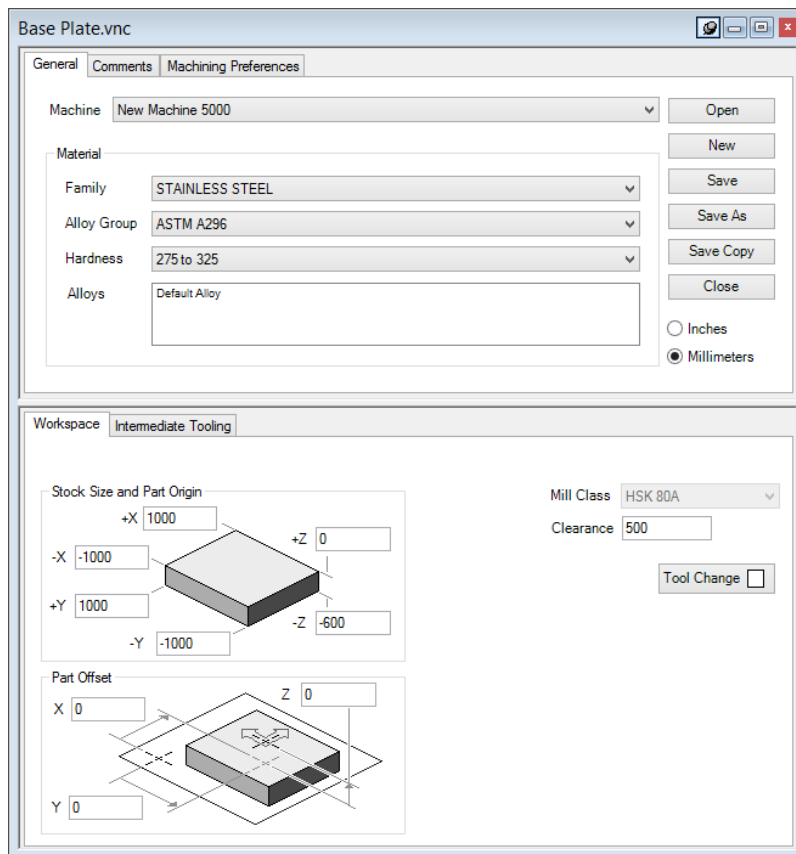 Base Plate.vnc
General Comments Machining Preferences
Machine New Machine 5000
Open
New
Material
Family STAINLESS STEEL
Save
Alloy Group ASTM A296
Save As
Hardness 275 to 325
Save Copy
Alloys Default Alloy
Close
Inches
Millimeters
Workspace Intermediate Tooling
Stock Size and Part Origin
+X 1000
+Z 0
-X -1000
+Y 1000
-Z -600
-Y -1000
Mill Class HSK 80A
Clearance 500
Tool Change
Part Offset
Z 0
X 0
Y 0